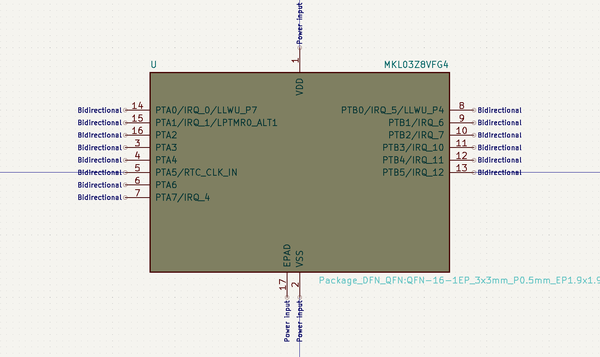 Power input
1
VDD
U
MKL03Z8VFG4
Bidirectional 14 PTA0/IRQ_0/LLWU_P7
Bidirectional 15 PTA1/IRQ_1/LPTMR0_ALT1
Bidirectional 16 PTA2
Bidirectional 3 PTA3
Bidirectional 4 PTA4
Bidirectional 5 PTA5/RTC_CLK_IN
Bidirectional 6 PTA6
Bidirectional 7 PTA7/IRQ_4
PTB0/IRQ_5/LLWU_P4 8 Bidirectional
PTB1/IRQ_6 9 Bidirectional
PTB2/IRQ_7 10 Bidirectional
PTB3/IRQ_10 11 Bidirectional
PTB4/IRQ_11 12 Bidirectional
PTB5/IRQ_12 13 Bidirectional
EPAD
VSS
17
2
Package_DFN_QFN:QFN-16-1EP_3x3mm_P0.5mm_EP1.9x1.9
Power input
Power input